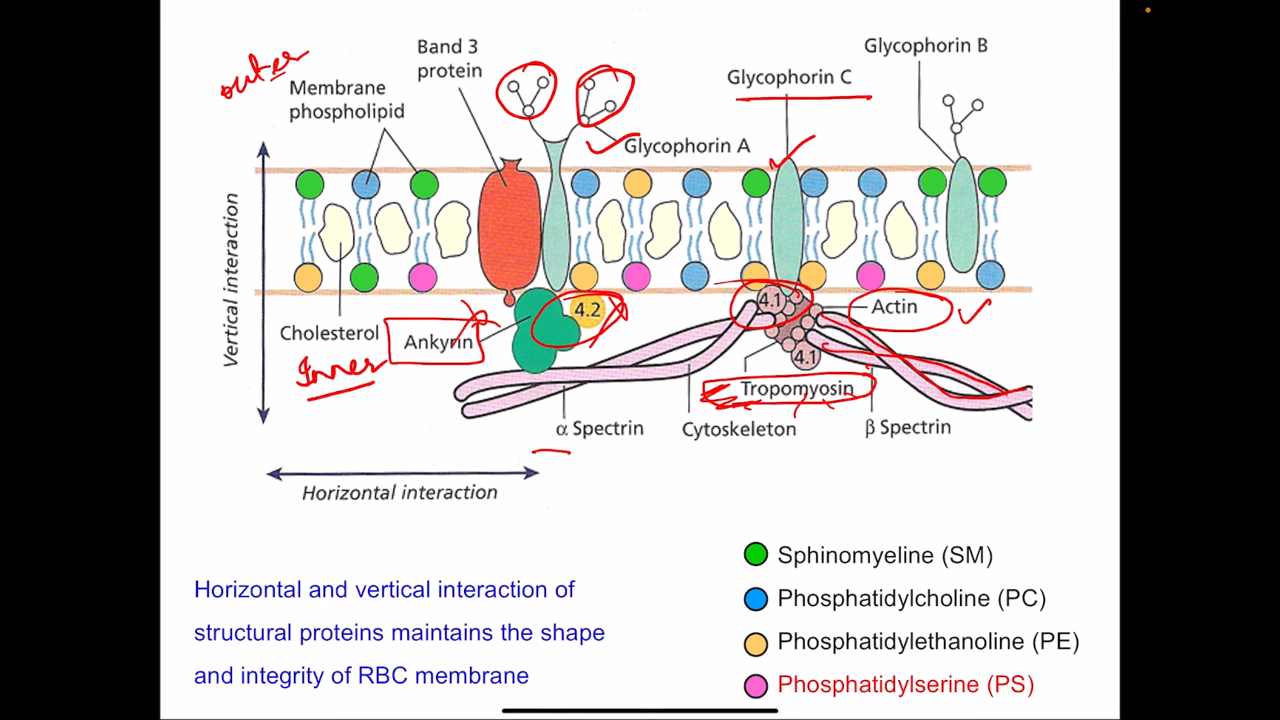 Band 3
protein
Glycophorin B
Glycophorin C
outer
Membrane
phospholipid
Glycophorin A
Vertical interaction
4.2
4.1
Actin
Cholesterol
Ankyrin
Inner
4.1
Tropomyosin
α Spectrin
Cytoskeleton
β Spectrin
Horizontal interaction
Horizontal and vertical interaction of
structural proteins maintains the shape
and integrity of RBC membrane
Sphinomyeline (SM)
Phosphatidylcholine (PC)
Phosphatidylethanoline (PE)
Phosphatidylserine (PS)